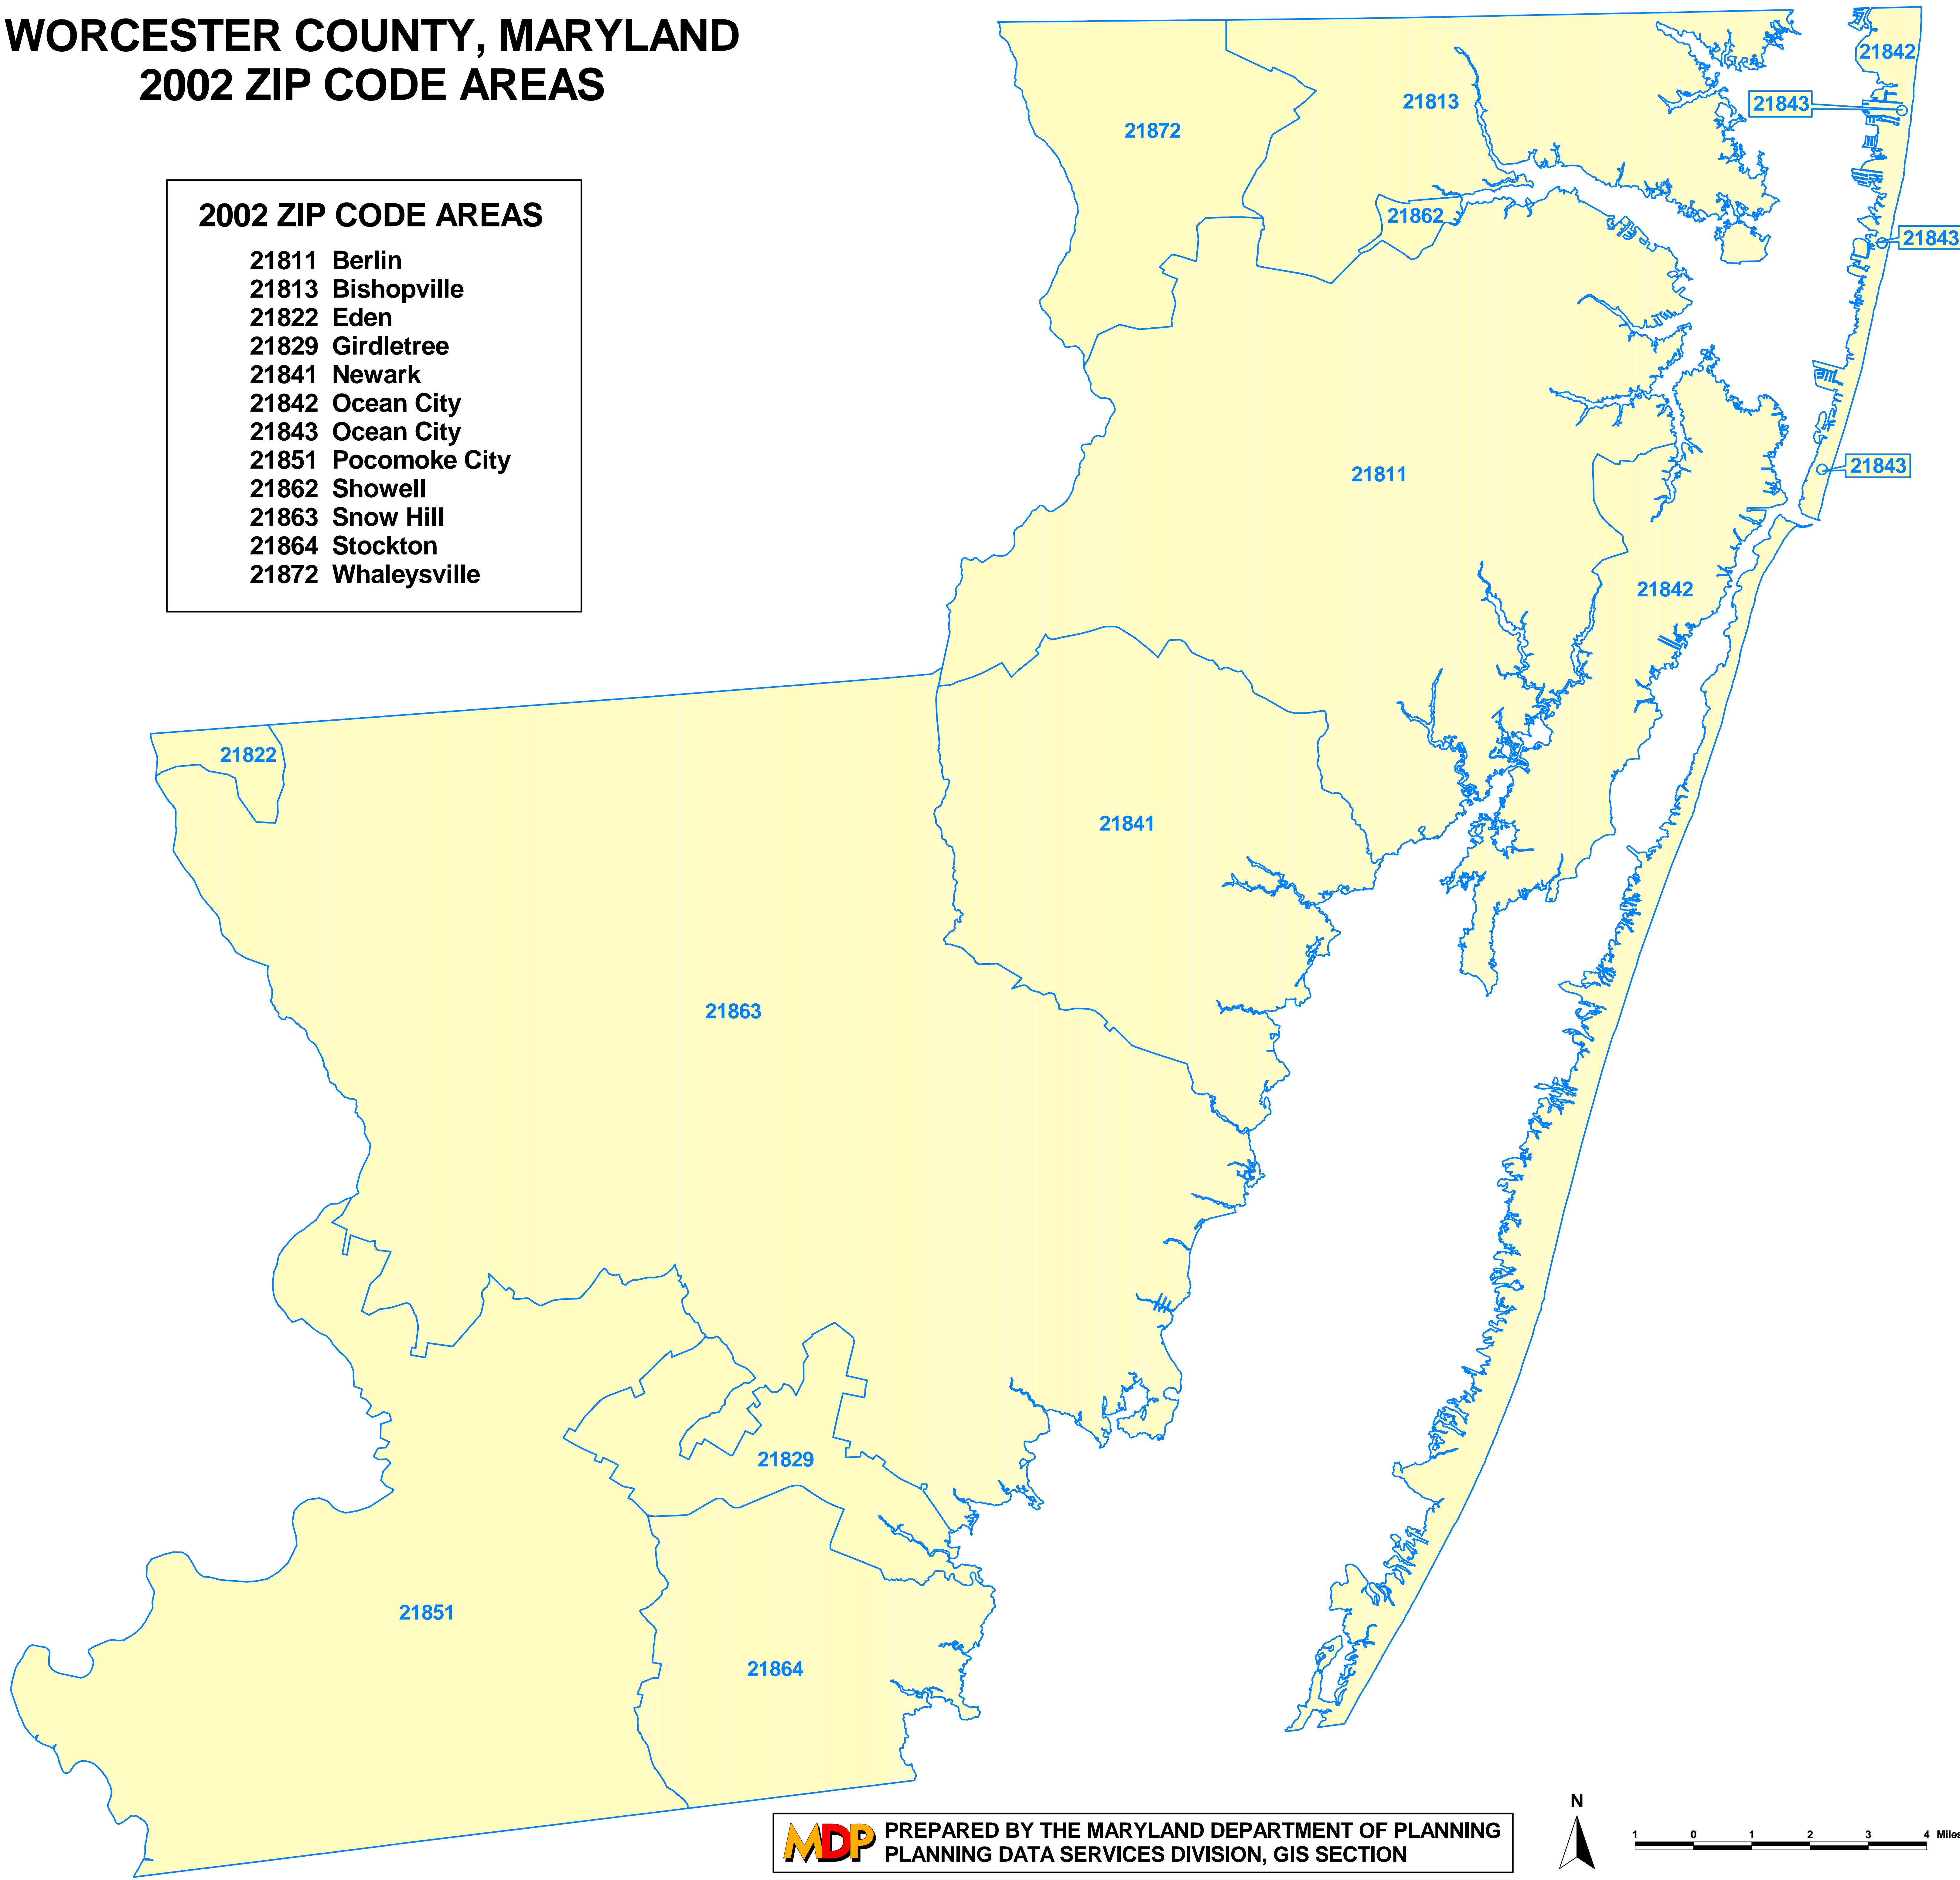 WORCESTER COUNTY, MARYLAND
2002 ZIP CODE AREAS
2002 ZIP CODE AREAS
21811 Berlin
21813 Bishopville
21822 Eden
21829 Girdletree
21841 Newark
21842 Ocean City
21843 Ocean City
21851 Pocomoke City
21862 Showell
21863 Snow Hill
21864 Stockton
21872 Whaleysville
21842
21813
21843
21872
21862
21843
21843
21811
21842
21822
21841
21863
21829
21851
21864
MDP
PREPARED BY THE MARYLAND DEPARTMENT OF PLANNING
PLANNING DATA SERVICES DIVISION, GIS SECTION
N
1 0 1 2 3 4 Miles